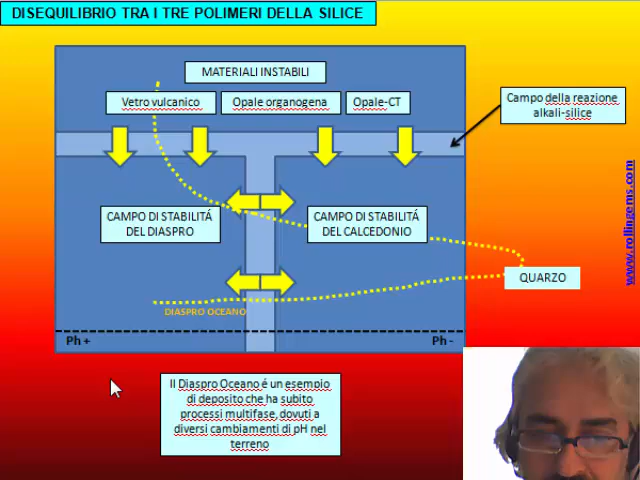 DISEQUILIBRIO TRA I TRE POLIMERI DELLA SILICE
MATERIALI INSTABILI
Vetro vulcanico
Opale organogena
Opale-CT
Campo della reazione
alkali-silice
CAMPO DI STABILITÁ
DEL DIASPRO
CAMPO DI STABILITÁ
DEL CALCEDONIO
QUARZO
DIASPRO OCEANO
Ph +
Ph -
Il Diaspro Oceano é un esempio
di deposito che ha subito
processi multifase, dovuti a
diversi cambiamenti di pH nel
terreno
www.rollingems.com